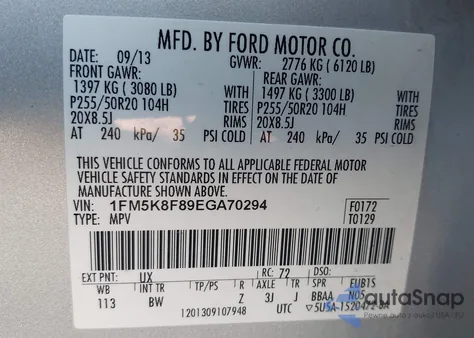 MFD. BY FORD MOTOR CO.
DATE: 09/13 GVWR: 2776 KG ( 6120 LB)
FRONT GAWR: REAR GAWR:
1397 KG ( 3080 LB) 1497 KG ( 3300 LB)
P255/50R20 104H TIRES P255/50R20 104H TIRES
20X8.5J RIMS 20X8.5J RIMS
AT 240 kPa/ 35 PSI COLD AT 240 kPa/ 35 PSI COLD
THIS VEHICLE CONFORMS TO ALL APPLICABLE FEDERAL MOTOR
VEHICLE SAFETY STANDARDS IN EFFECT ON THE DATE OF
MANUFACTURE SHOWN ABOVE.
VIN: 1FM5K8F89EGA70294 F0172
TYPE: MPV T0129
EXT PNT: UX RC: 72 DSO:
WB BRK INT TR TP/PS R AXLE TR SPR EUB1S
113 BW Z 3J J BBAA N05
1201309107948 UTC
autoSnap